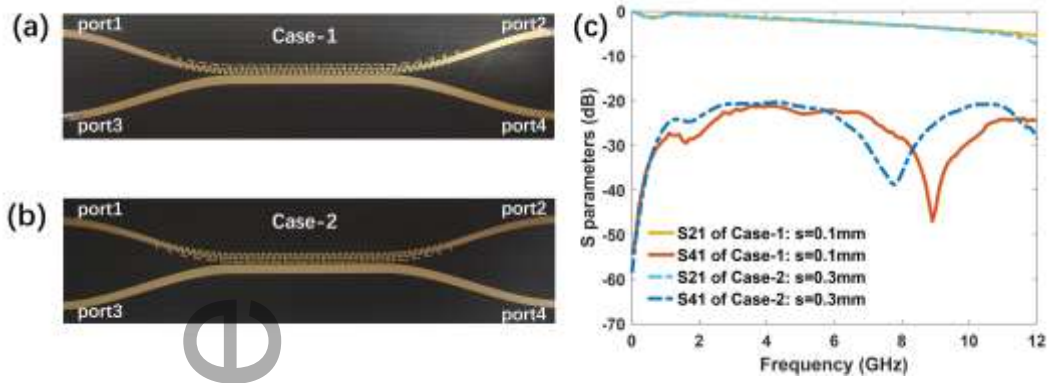 (a)
port1
Case-1
port2
port3
port4
(b)
port1
Case-2
port2
port3
port4
e
(c)
S parameters (dB)
0
-10
-20
-30
-40
-50
-60
-70
S21 of Case-1: s=0.1mm
S41 of Case-1: s=0.1mm
S21 of Case-2: s=0.3mm
S41 of Case-2: s=0.3mm
0 2 4 6 8 10 12
Frequency (GHz)